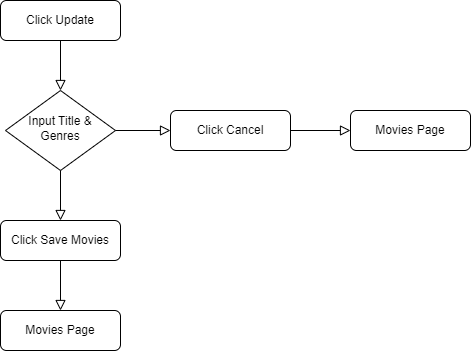 Click Update
Input Title &
Genres
Click Cancel
Movies Page
Click Save Movies
Movies Page